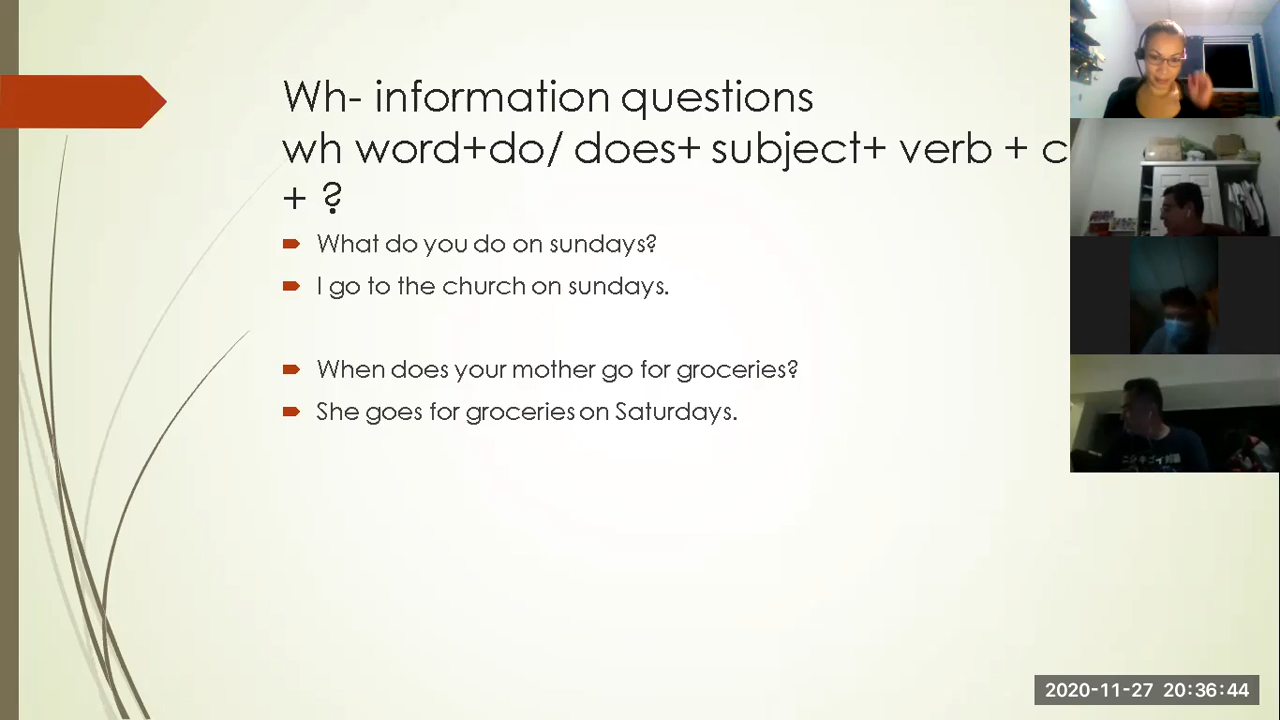 Wh- information questions
wh word+do/ does+ subject+ verb + c
+ ?
What do you do on sundays?
I go to the church on sundays.
When does your mother go for groceries?
She goes for groceries on Saturdays.
2020-11-27 20:36:44